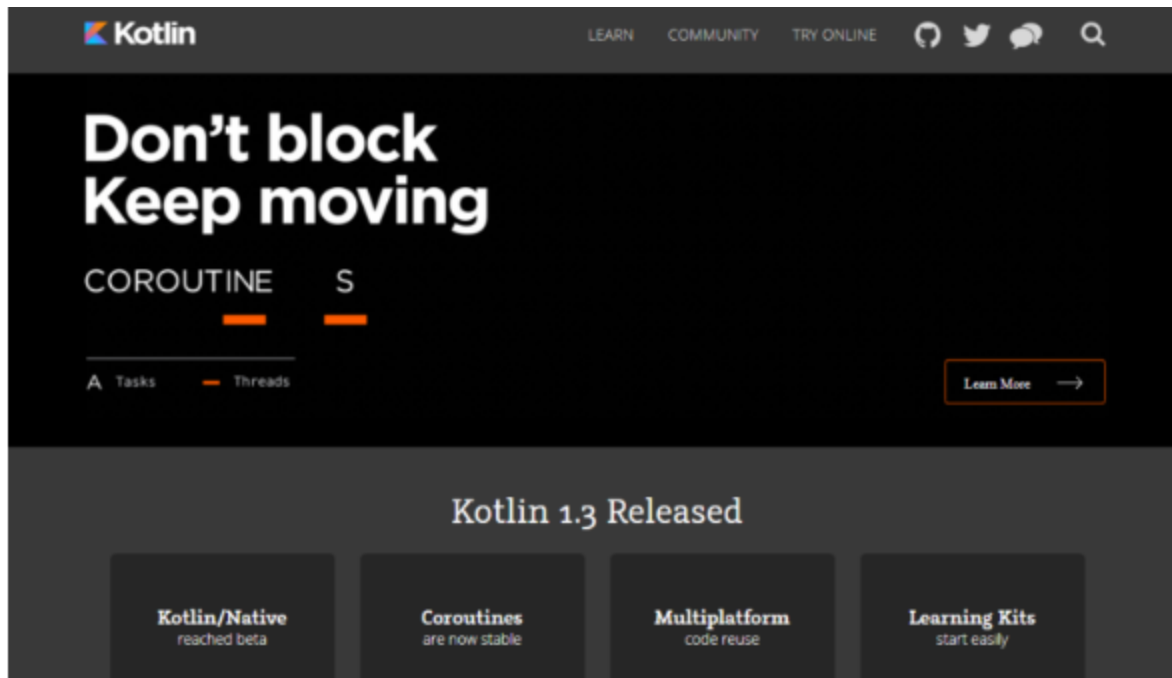 Kotlin
LEARN COMMUNITY TRY ONLINE
Don't block
Keep moving
COROUTINE S
A Tasks Threads
Learn More
Kotlin 1.3 Released
Kotlin/Native
reached beta
Coroutines
are now stable
Multiplatform
code reuse
Learning Kits
start easily